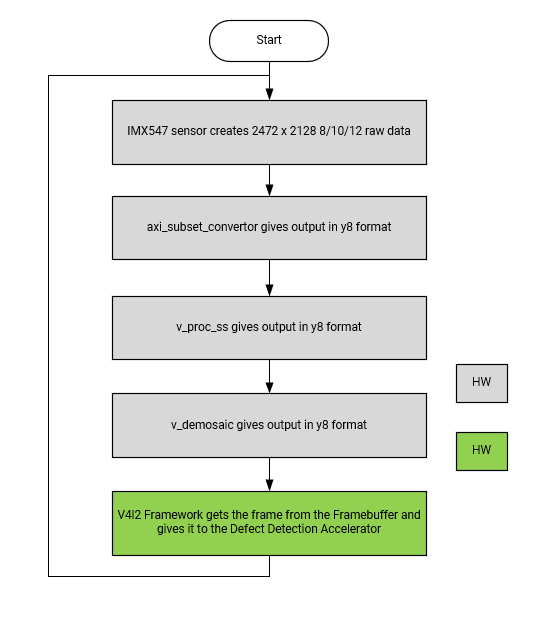 Start
IMX547 sensor creates 2472 x 2128 8/10/12 raw data
axi_subset_convertor gives output in y8 format
v_proc_ss gives output in y8 format
HW
v_demosaic gives output in y8 format
HW
V4l2 Framework gets the frame from the Framebuffer and
gives it to the Defect Detection Accelerator